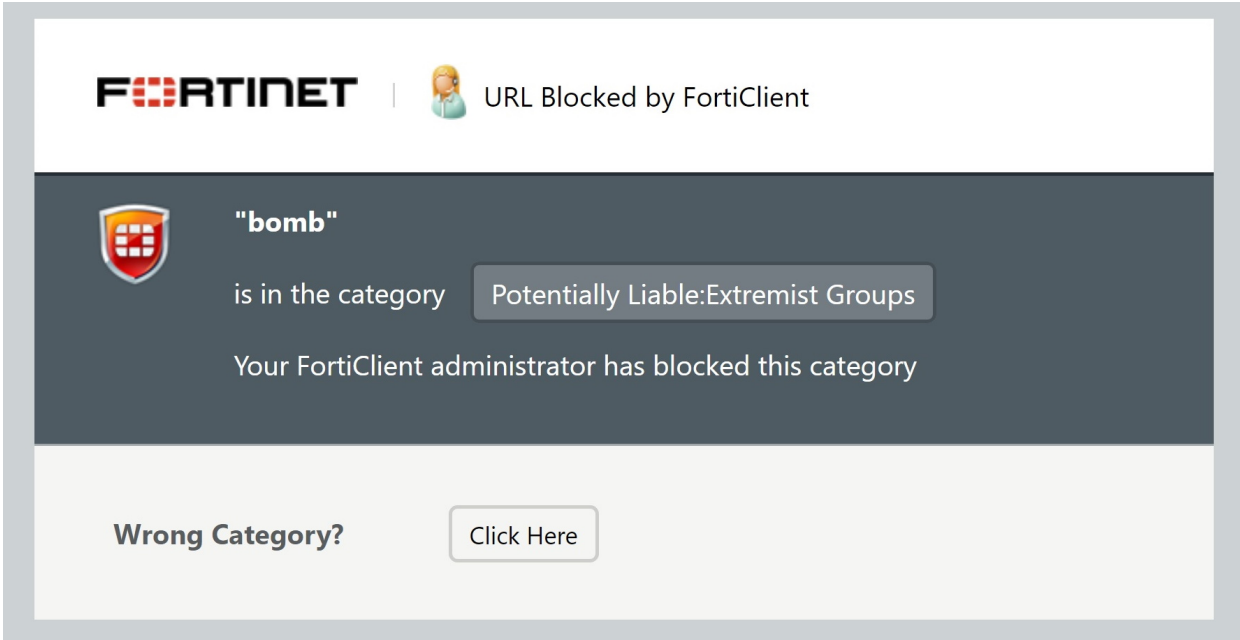 FORTINET
URL Blocked by FortiClient
"bomb"
is in the category Potentially Liable:Extremist Groups
Your FortiClient administrator has blocked this category
Wrong Category? Click Here